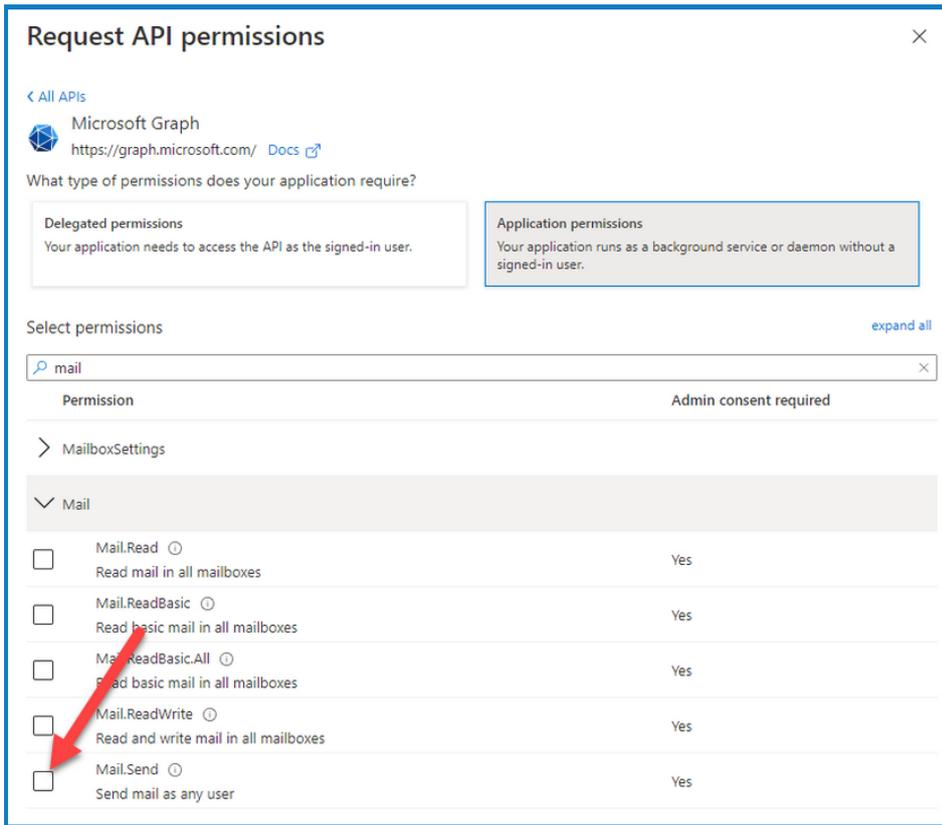 Request API permissions
All APIs
Microsoft Graph
https://graph.microsoft.com/ Docs
What type of permissions does your application require?
Delegated permissions
Your application needs to access the API as the signed-in user.
Application permissions
Your application runs as a background service or daemon without a
signed-in user.
Select permissions
expand all
mail
Permission
Admin consent required
MailboxSettings
Mail
Mail.Read
Yes
Read mail in all mailboxes
Mail.ReadBasic
Yes
Read basic mail in all mailboxes
Mail.ReadBasic.All
Yes
Read basic mail in all mailboxes
Mail.ReadWrite
Yes
Read and write mail in all mailboxes
Mail.Send
Yes
Send mail as any user